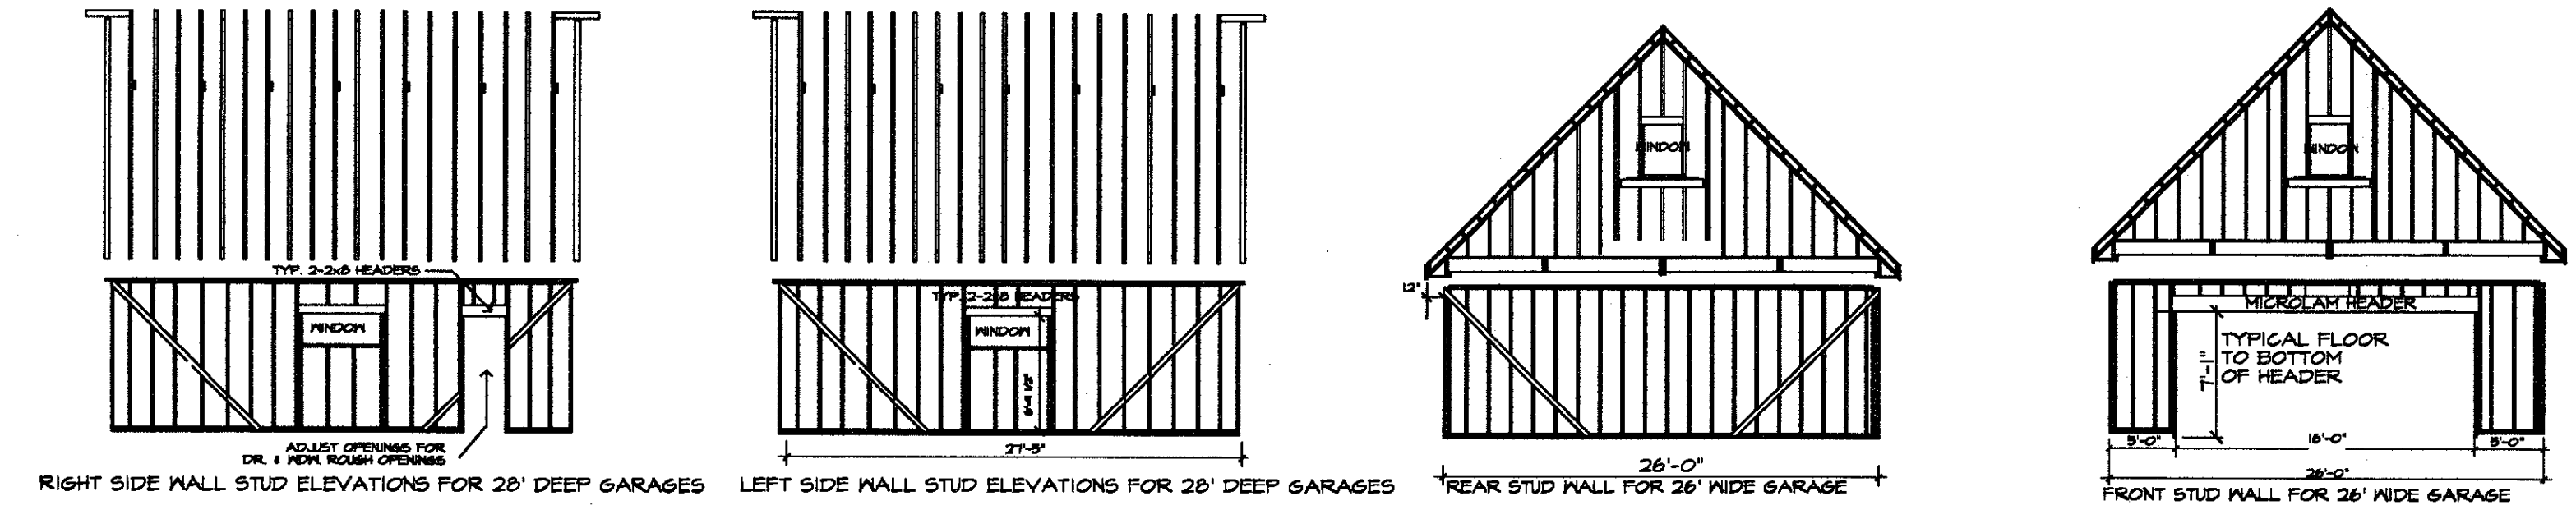 TYP. 2-2x8 HEADERS
WINDOW
ADJUST OPENINGS FOR
DR. & WDW. ROUGH OPENINGS
RIGHT SIDE WALL STUD ELEVATIONS FOR 28' DEEP GARAGES
TYP. 2-2x8 HEADERS
WINDOW
27'-5"
LEFT SIDE WALL STUD ELEVATIONS FOR 28' DEEP GARAGES
WINDOW
12"
26'-0"
REAR STUD WALL FOR 26' WIDE GARAGE
WINDOW
MICROLAM HEADER
TYPICAL FLOOR
TO BOTTOM
OF HEADER
7'-1"
5'-0"
16'-0"
5'-0"
26'-0"
FRONT STUD WALL FOR 26' WIDE GARAGE